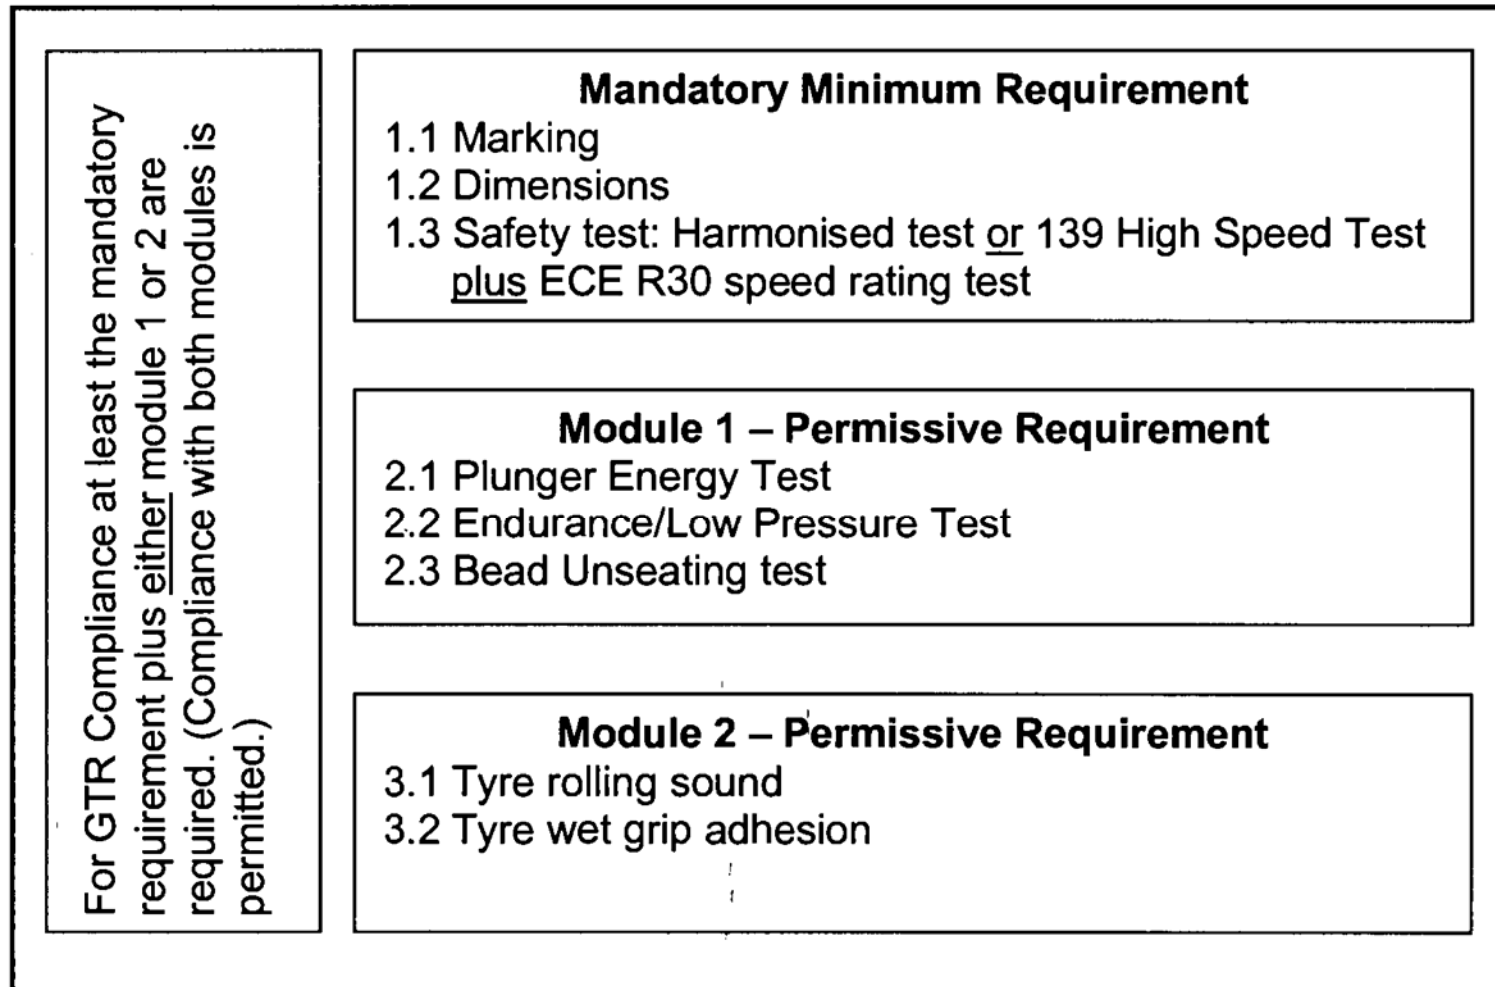 For GTR Compliance at least the mandatory
requirement plus either module 1 or 2 are
required. (Compliance with both modules is
permitted.)
Mandatory Minimum Requirement
1.1 Marking
1.2 Dimensions
1.3 Safety test: Harmonised test or 139 High Speed Test
plus ECE R30 speed rating test
Module 1 – Permissive Requirement
2.1 Plunger Energy Test
2.2 Endurance/Low Pressure Test
2.3 Bead Unseating test
Module 2 – Permissive Requirement
3.1 Tyre rolling sound
3.2 Tyre wet grip adhesion